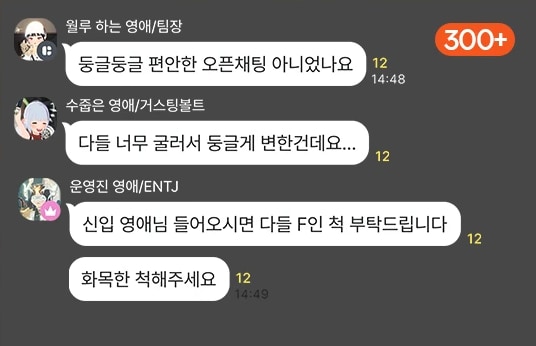 월루 하는 영애/팀장
300+
둥글둥글 편안한 오픈채팅 아니었나요
12
14:48
수줍은 영애/거스팅볼트
다들 너무 굴러서 둥글게 변한건데요...
12
운영진 영애/ENTJ
신입 영애님 들어오시면 다들 F인 척 부탁드립니다
12
화목한 척해주세요
12
14:49